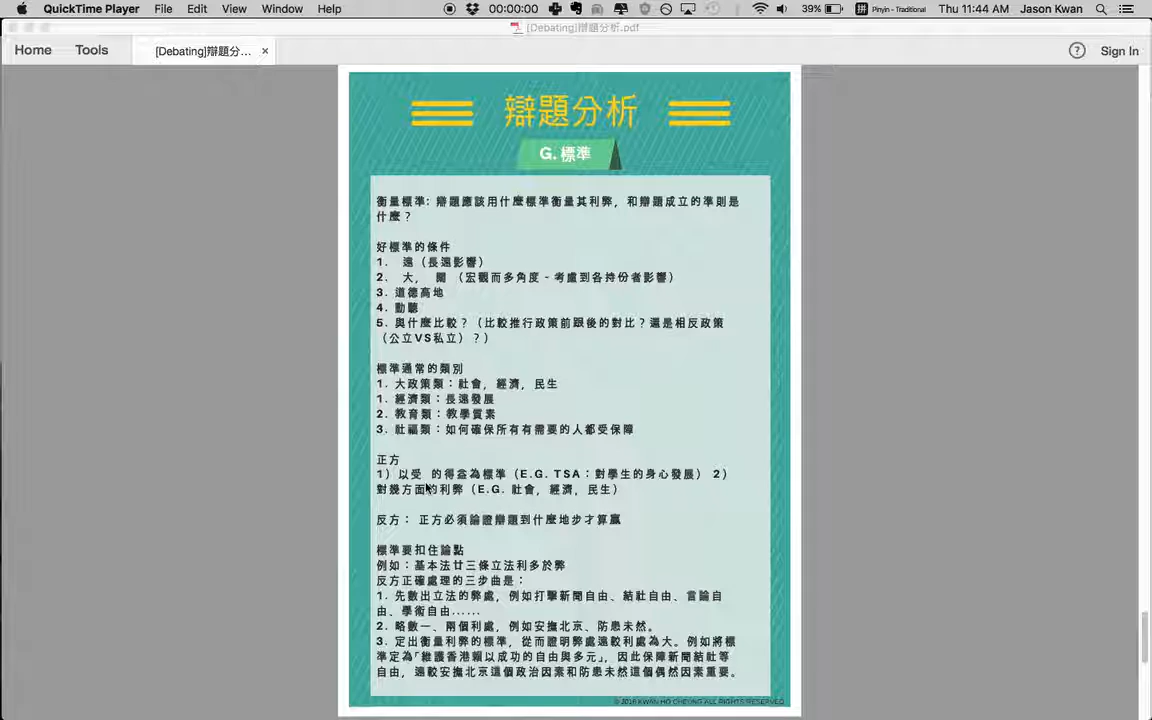 QuickTime Player File Edit View Window Help 00:00:00 39% Pinyin - Traditional Thu 11:44 AM Jason Kwan
[Debating]辯題分析.pdf
Home Tools [Debating]辯題分... × ? Sign In
辯題分析
G. 標準
衡量標準: 辯題應該用什麼標準衡量其利弊, 和辯題成立的準則是
什麼?
好標準的條件
1. 遠 (長遠影響)
2. 大, 闊 (宏觀而多角度 - 考慮到各持份者影響)
3. 道德高地
4. 動聽
5. 與什麼比較? (比較推行政策前跟後的對比? 還是相反政策
(公立VS私立) ?)
標準通常的類別
1. 大政策類: 社會, 經濟, 民生
1. 經濟類: 長遠發展
2. 教育類: 教學質素
3. 社福類: 如何確保所有有需要的人都受保障
正方
1) 以受 的得益為標準 (E.G. TSA: 對學生的身心發展) 2)
對幾方面的利弊 (E.G. 社會, 經濟, 民生)
反方: 正方必須論證辯題到什麼地步才算贏
標準要扣住論點
例如: 基本法廿三條立法利多於弊
反方正確處理的三步曲是:
1. 先數出立法的弊處, 例如打擊新聞自由、結社自由、言論自
由、學術自由......
2. 略數一、兩個利處, 例如安撫北京、防患未然。
3. 定出衡量利弊的標準, 從而證明弊處遠較利處為大。例如將標
準定為「維護香港賴以成功的自由與多元」, 因此保障新聞結社等
自由, 遠較安撫北京這個政治因素和防患未然這個偶然因素重要。
© 2016 KWAN HO CHEUNG ALL RIGHTS RESERVED